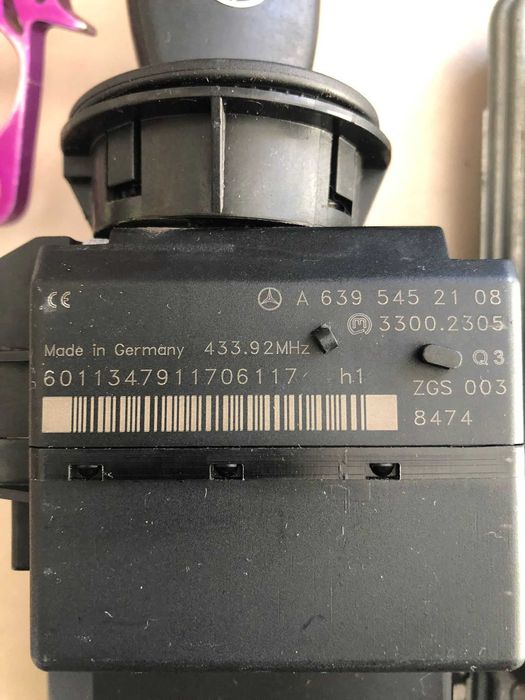 CE A 639 545 21 08
3300.2305
Made in Germany 433.92MHz Q3
6011347911706117 h1 ZGS 003
8474